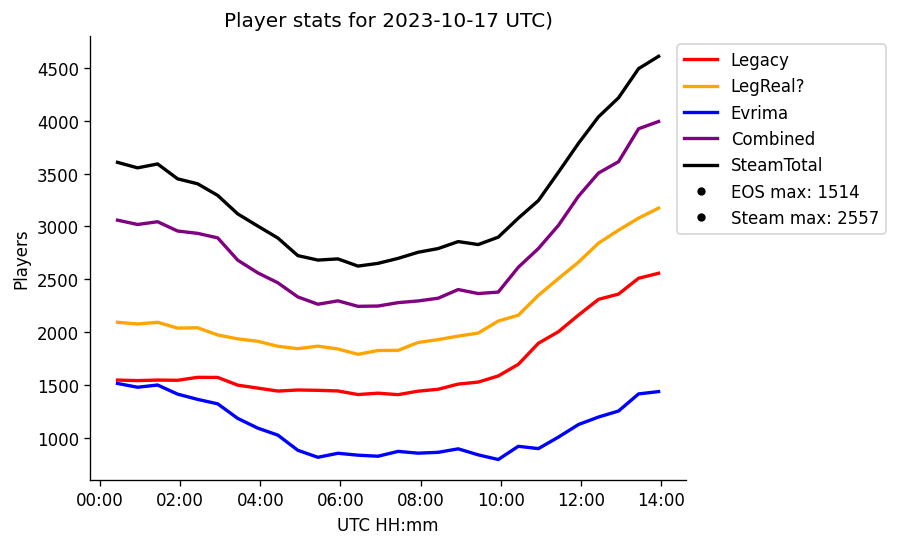 Player stats for 2023-10-17 UTC)
Players
4500
4000
3500
3000
2500
2000
1500
1000
00:00 02:00 04:00 06:00 08:00 10:00 12:00 14:00
UTC HH:mm
Legacy
LegReal?
Evrima
Combined
SteamTotal
EOS max: 1514
Steam max: 2557